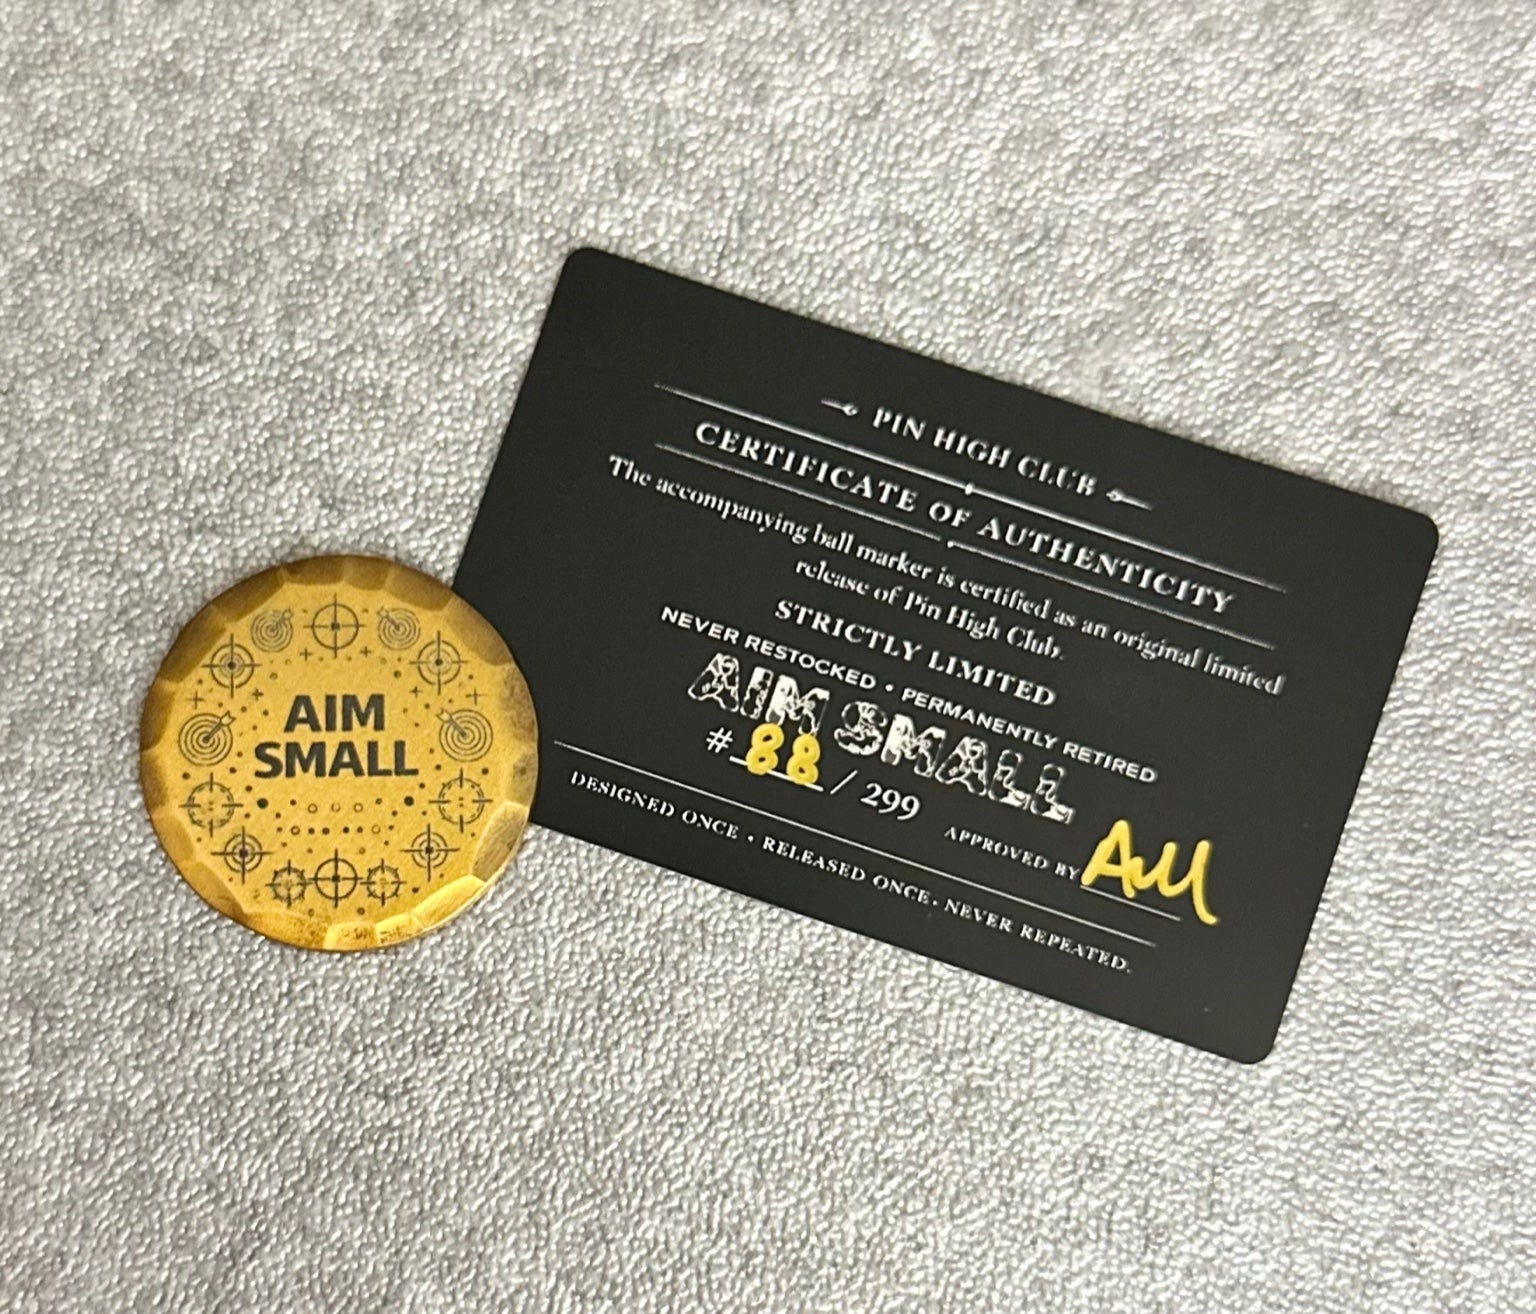 AIM
SMALL
PIN HIGH CLUB
CERTIFICATE OF AUTHENTICITY
The accompanying ball marker is certified as an original limited
release of Pin High Club.
STRICTLY LIMITED
NEVER RESTOCKED • PERMANENTLY RETIRED
AIM SMALL
# 88 / 299
APPROVED BY
DESIGNED ONCE • RELEASED ONCE • NEVER REPEATED.